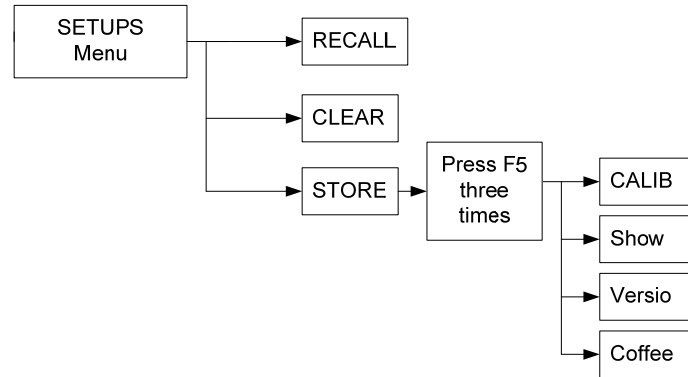 SETUPS
Menu
RECALL
CLEAR
STORE
Press F5
three
times
CALIB
Show
Versio
Coffee